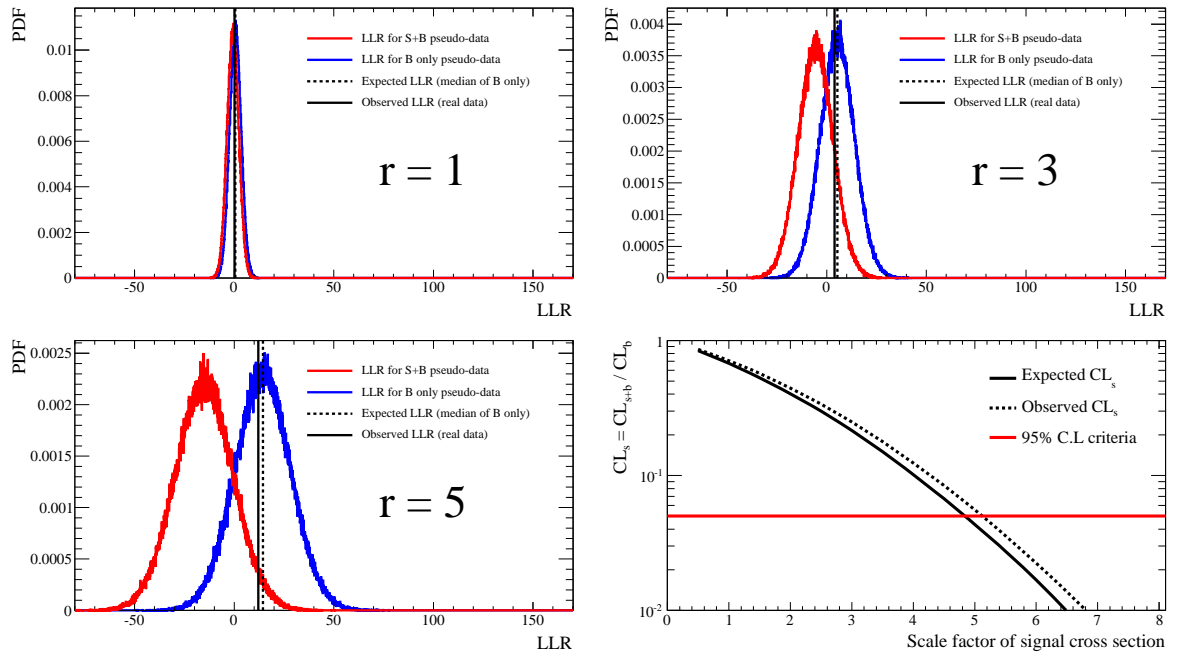 PDF
0.01
0.008
0.006
0.004
0.002
0
-50
0
50
100
150
LLR
LLR for S+B pseudo-data
LLR for B only pseudo-data
Expected LLR (median of B only)
Observed LLR (real data)
r = 1
PDF
0.004
0.0035
0.003
0.0025
0.002
0.0015
0.001
0.0005
0
-50
0
50
100
150
LLR
LLR for S+B pseudo-data
LLR for B only pseudo-data
Expected LLR (median of B only)
Observed LLR (real data)
r = 3
PDF
0.0025
0.002
0.0015
0.001
0.0005
0
-50
0
50
100
150
LLR
LLR for S+B pseudo-data
LLR for B only pseudo-data
Expected LLR (median of B only)
Observed LLR (real data)
r = 5
CLs = CLs+b / CLb
1
10-1
10-2
0
1
2
3
4
5
6
7
8
Scale factor of signal cross section
Expected CLs
Observed CLs
95% C.L criteria